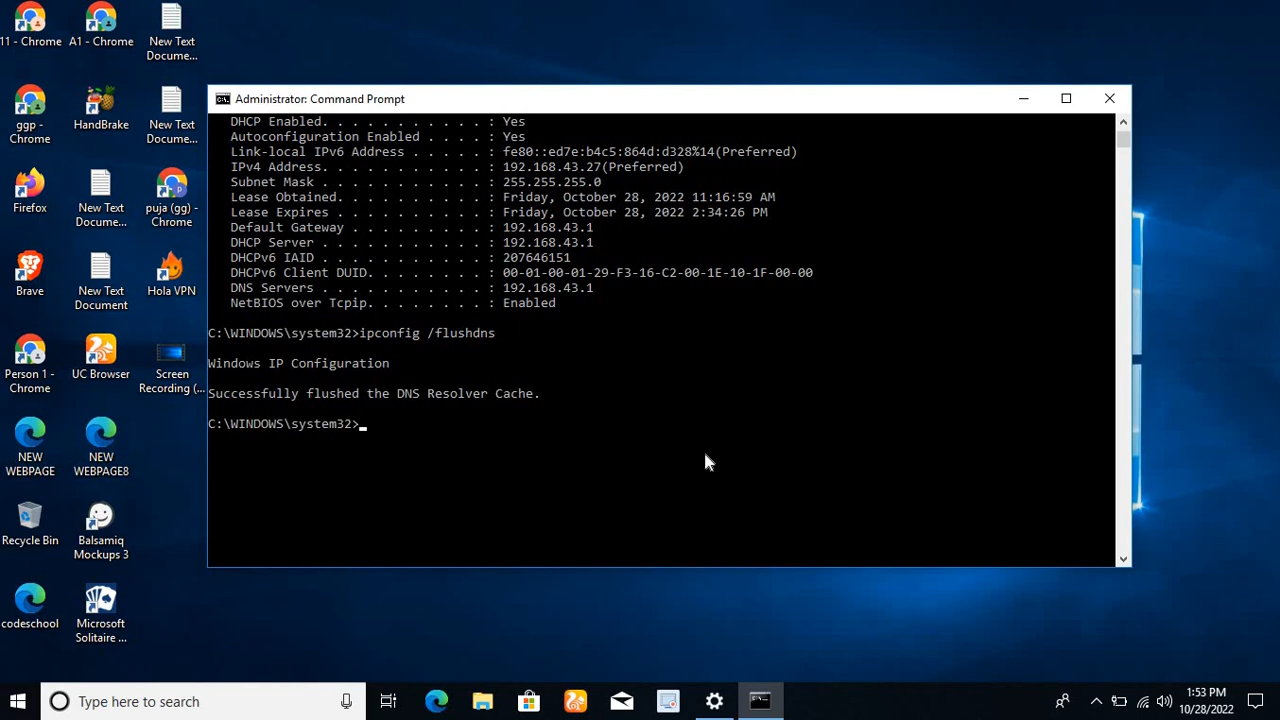 11 - Chrome
A1 - Chrome
New Text
Docume...
ggp -
Chrome
HandBrake
New Text
Docume...
Firefox
New Text
Docume...
puja (gg) -
Chrome
Brave
New Text
Document
Hola VPN
Person 1 -
Chrome
UC Browser
Screen
Recording (...
NEW
WEBPAGE
NEW
WEBPAGE8
Recycle Bin
Balsamiq
Mockups 3
codeschool
Microsoft
Solitaire ...
Administrator: Command Prompt
DHCP Enabled. . . . . . . . . . . : Yes
Autoconfiguration Enabled . . . . : Yes
Link-local IPv6 Address . . . . . : fe80::ed7e:b4c5:864d:d328%14(Preferred)
IPv4 Address. . . . . . . . . . . : 192.168.43.27(Preferred)
Subnet Mask . . . . . . . . . . . : 255.255.255.0
Lease Obtained. . . . . . . . . . : Friday, October 28, 2022 11:16:59 AM
Lease Expires . . . . . . . . . . : Friday, October 28, 2022 2:34:26 PM
Default Gateway . . . . . . . . . : 192.168.43.1
DHCP Server . . . . . . . . . . . : 192.168.43.1
DHCPv6 IAID . . . . . . . . . . . : 207646151
DHCPv6 Client DUID. . . . . . . . : 00-01-00-01-29-F3-16-C2-00-1E-10-1F-00-00
DNS Servers . . . . . . . . . . . : 192.168.43.1
NetBIOS over Tcpip. . . . . . . . : Enabled
C:\WINDOWS\system32>ipconfig /flushdns
Windows IP Configuration
Successfully flushed the DNS Resolver Cache.
C:\WINDOWS\system32>
Type here to search
1:53 PM
10/28/2022